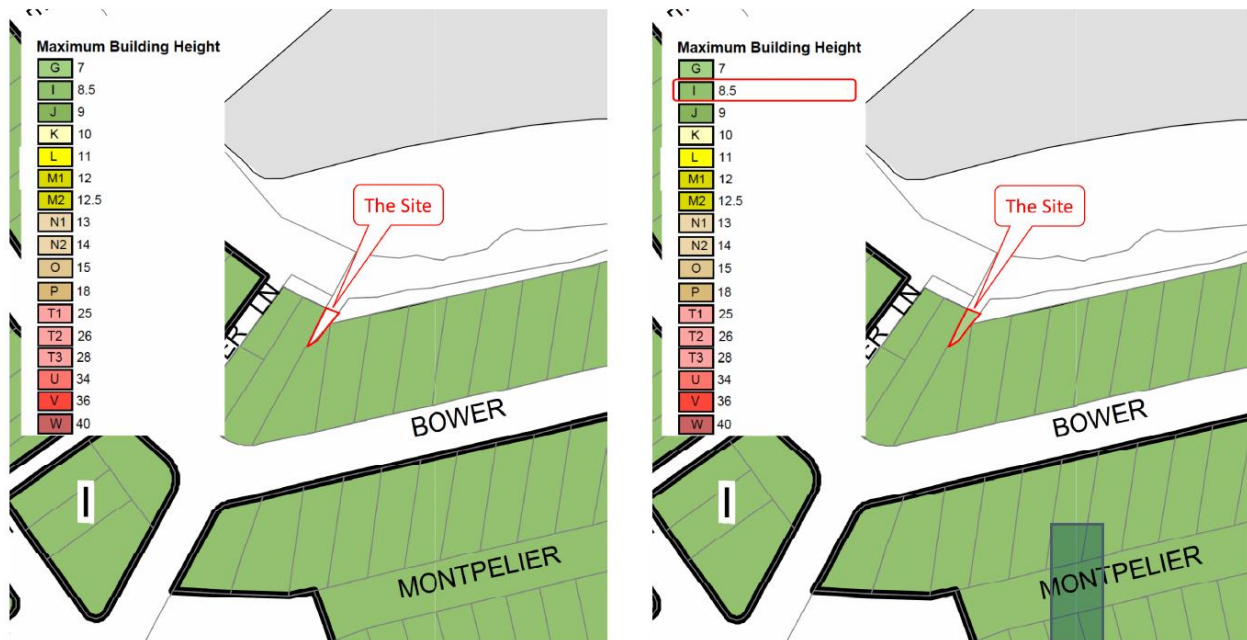 Maximum Building Height
G 7
I 8.5
J 9
K 10
L 11
M1 12
M2 12.5
N1 13
N2 14
O 15
P 18
T1 25
T2 26
T3 28
U 34
V 36
W 40
The Site
BOWER
I
MONTPELIER
Maximum Building Height
G 7
I 8.5
J 9
K 10
L 11
M1 12
M2 12.5
N1 13
N2 14
O 15
P 18
T1 25
T2 26
T3 28
U 34
V 36
W 40
The Site
BOWER
I
MONTPELIER